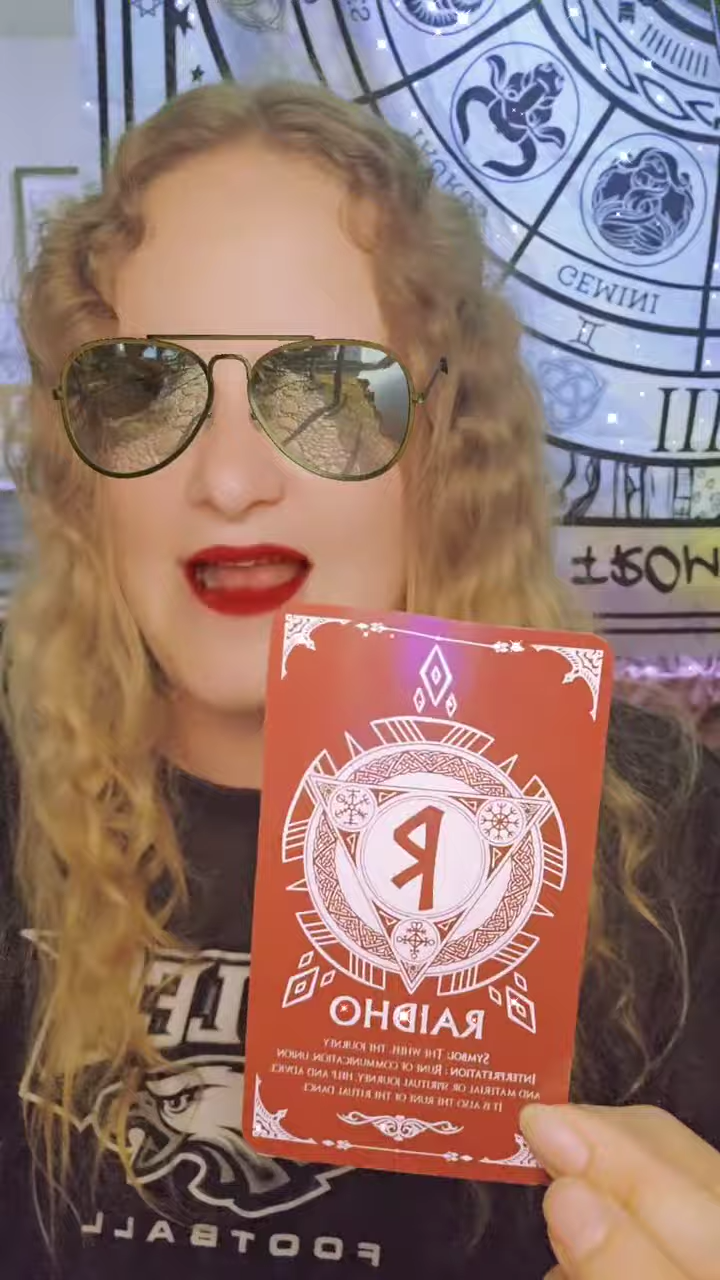 GEMINI
III
RAIDHO
SYMBOL: THE WHEEL, THE JOURNEY
INTERPRETATION: RUNE OF COMMUNICATION, UNION
AND MATERIAL OR SPIRITUAL JOURNEY, HELP AND ADVICE.
IT IS ALSO THE RUNE OF THE RITUAL DANCE
FOOTBALL